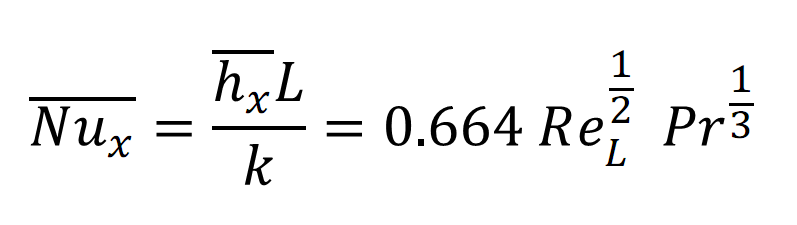 $\overline{Nu_x} = \frac{\overline{h_x}L}{k} = 0.664 \, Re_L^{\frac{1}{2}} \, Pr^{\frac{1}{3}}$